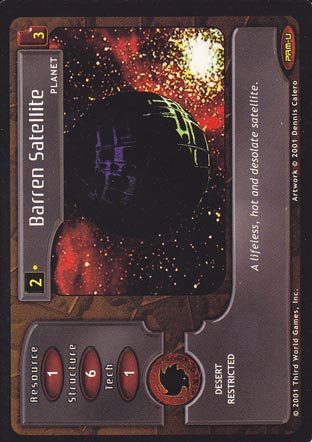 3
Barren Satellite
PLANET
2
Resource
1
Structure
6
Tech
1
DESERT
RESTRICTED
A lifeless, hot and desolate satellite.
PRM-U
© 2001 Third World Games, Inc.
Artwork © 2001 Dennis Calero